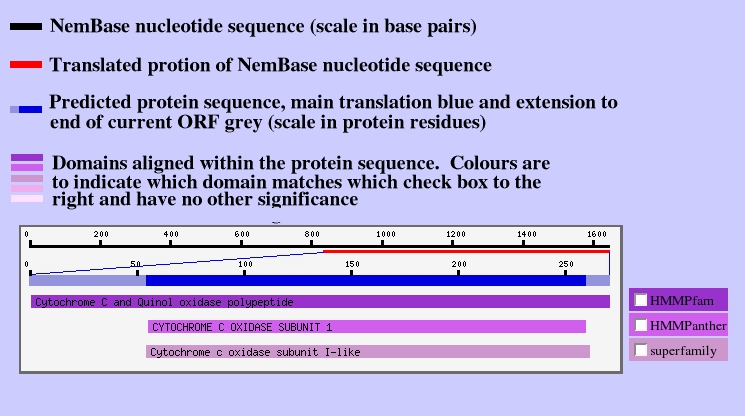 NemBase nucleotide sequence (scale in base pairs)
Translated protion of NemBase nucleotide sequence
Predicted protein sequence, main translation blue and extension to
end of current ORF grey (scale in protein residues)
Domains aligned within the protein sequence.  Colours are
to indicate which domain matches which check box to the
right and have no other significance
0 200 400 600 800 1000 1200 1400 1600
0 50 100 150 200 250
Cytochrome C and Quinol oxidase polypeptide
HMMPfam
CYTOCHROME C OXIDASE SUBUNIT 1
HMMPanther
Cytochrome c oxidase subunit I-like
superfamily